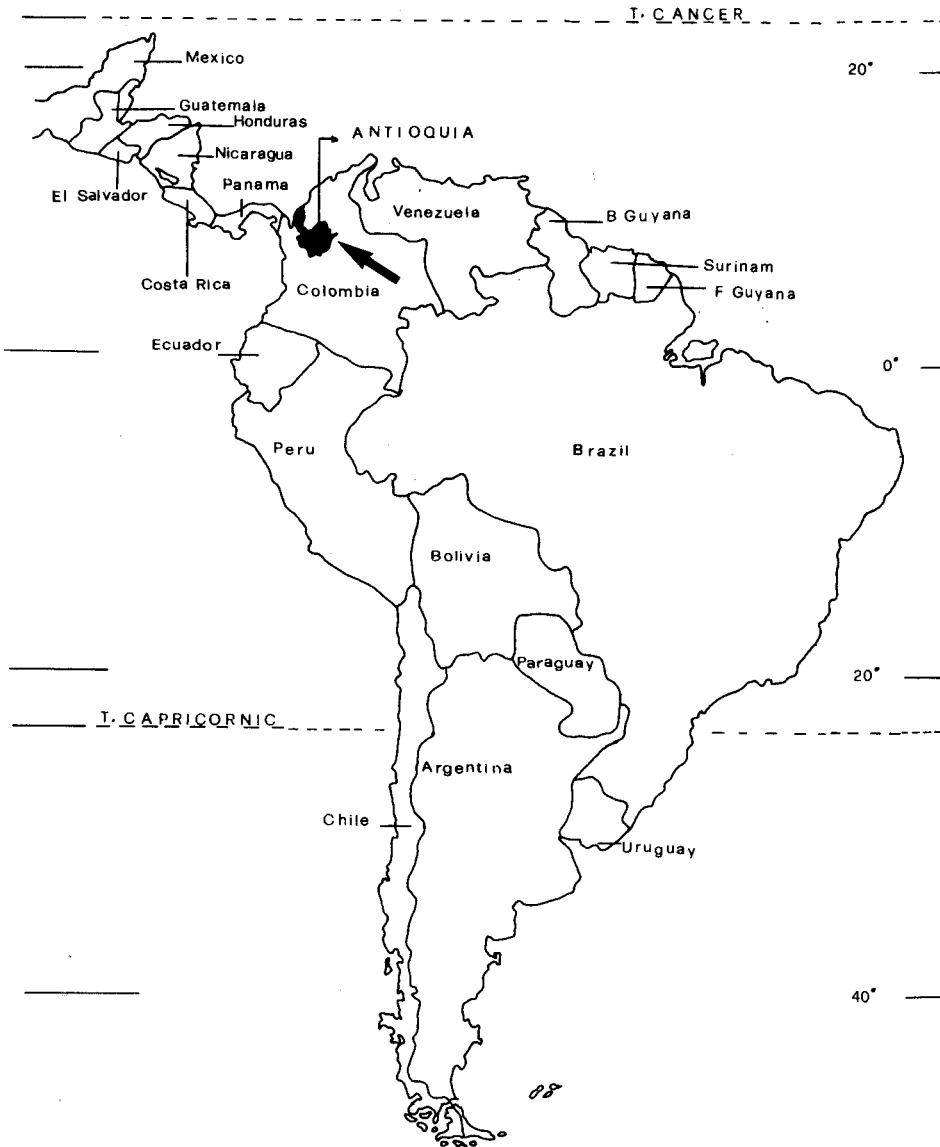 T. CANCER
20°
Mexico
Guatemala
Honduras
ANTIOQUIA
Nicaragua
El Salvador
Panama
Venezuela
B Guyana
Surinam
Costa Rica
Colombia
F Guyana
Ecuador
0°
Peru
Brazil
Bolivia
Paraguay
20°
T. CAPRICORNIC
Argentina
Chile
Uruguay
40°